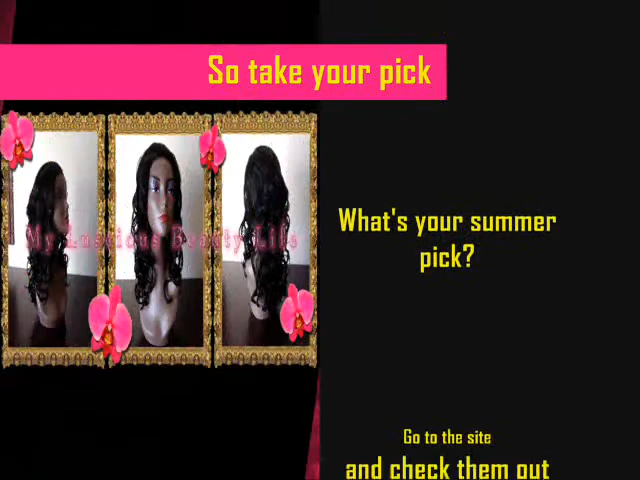 So take your pick
My Luscious Beauty Life
What's your summer
pick?
Go to the site
and check them out